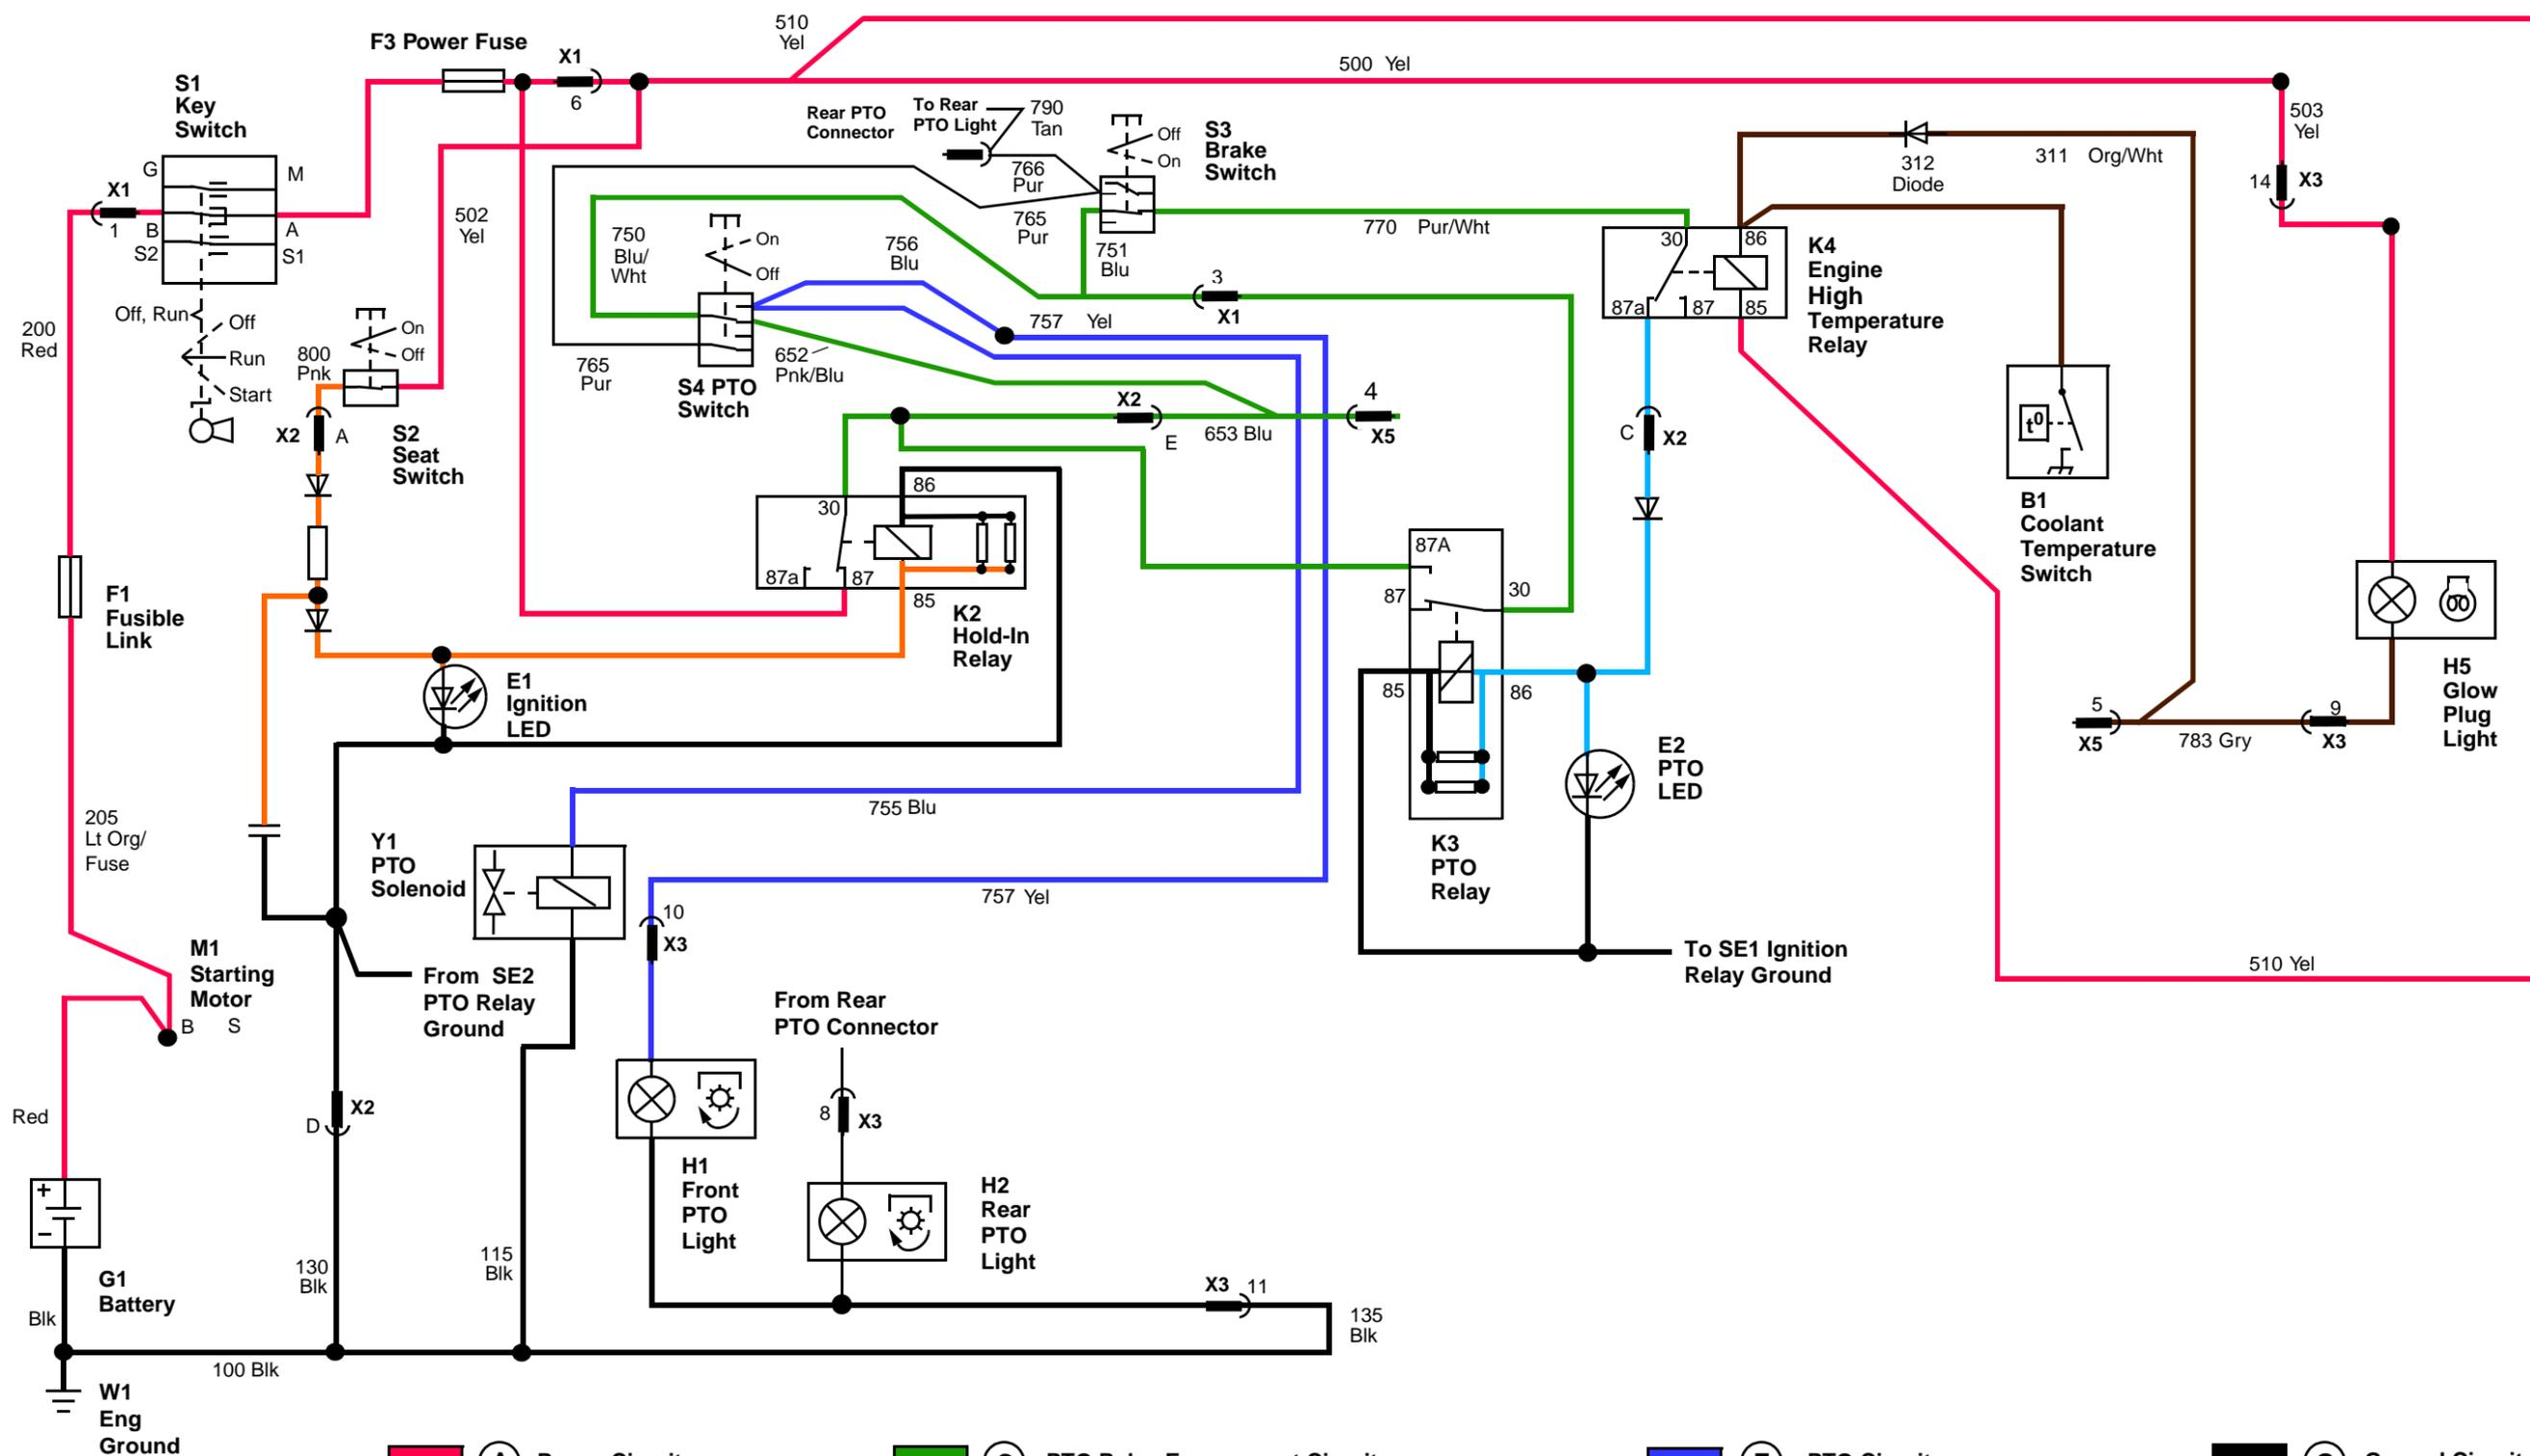 510
Yel
F3 Power Fuse
X1
6
500 Yel
S1
Key
Switch
G
M
X1
1
B
A
S2
S1
Off, Run
Off
Run
Start
200
Red
502
Yel
800
Pnk
On
Off
X2
A
S2
Seat
Switch
Rear PTO
Connector
To Rear
PTO Light
790
Tan
766
Pur
765
Pur
Off
On
S3
Brake
Switch
751
Blu
770 Pur/Wht
312
Diode
311 Org/Wht
503
Yel
14
X3
750
Blu/
Wht
On
Off
756
Blu
3
X1
757 Yel
765
Pur
652
Pnk/Blu
S4 PTO
Switch
30
86
87a
87
85
K4
Engine
High
Temperature
Relay
X2
E
653 Blu
4
X5
C
X2
t0
B1
Coolant
Temperature
Switch
86
30
87a
87
85
K2
Hold-In
Relay
87A
87
30
85
86
F1
Fusible
Link
E1
Ignition
LED
H5
Glow
Plug
Light
5
X5
783 Gry
9
X3
E2
PTO
LED
205
Lt Org/
Fuse
755 Blu
Y1
PTO
Solenoid
K3
PTO
Relay
757 Yel
10
X3
M1
Starting
Motor
B
S
From SE2
PTO Relay
Ground
To SE1 Ignition
Relay Ground
510 Yel
From Rear
PTO Connector
8
X3
Red
X2
D
H1
Front
PTO
Light
H2
Rear
PTO
Light
+
−
G1
Battery
Blk
130
Blk
115
Blk
X3
11
135
Blk
100 Blk
W1
Eng
Ground